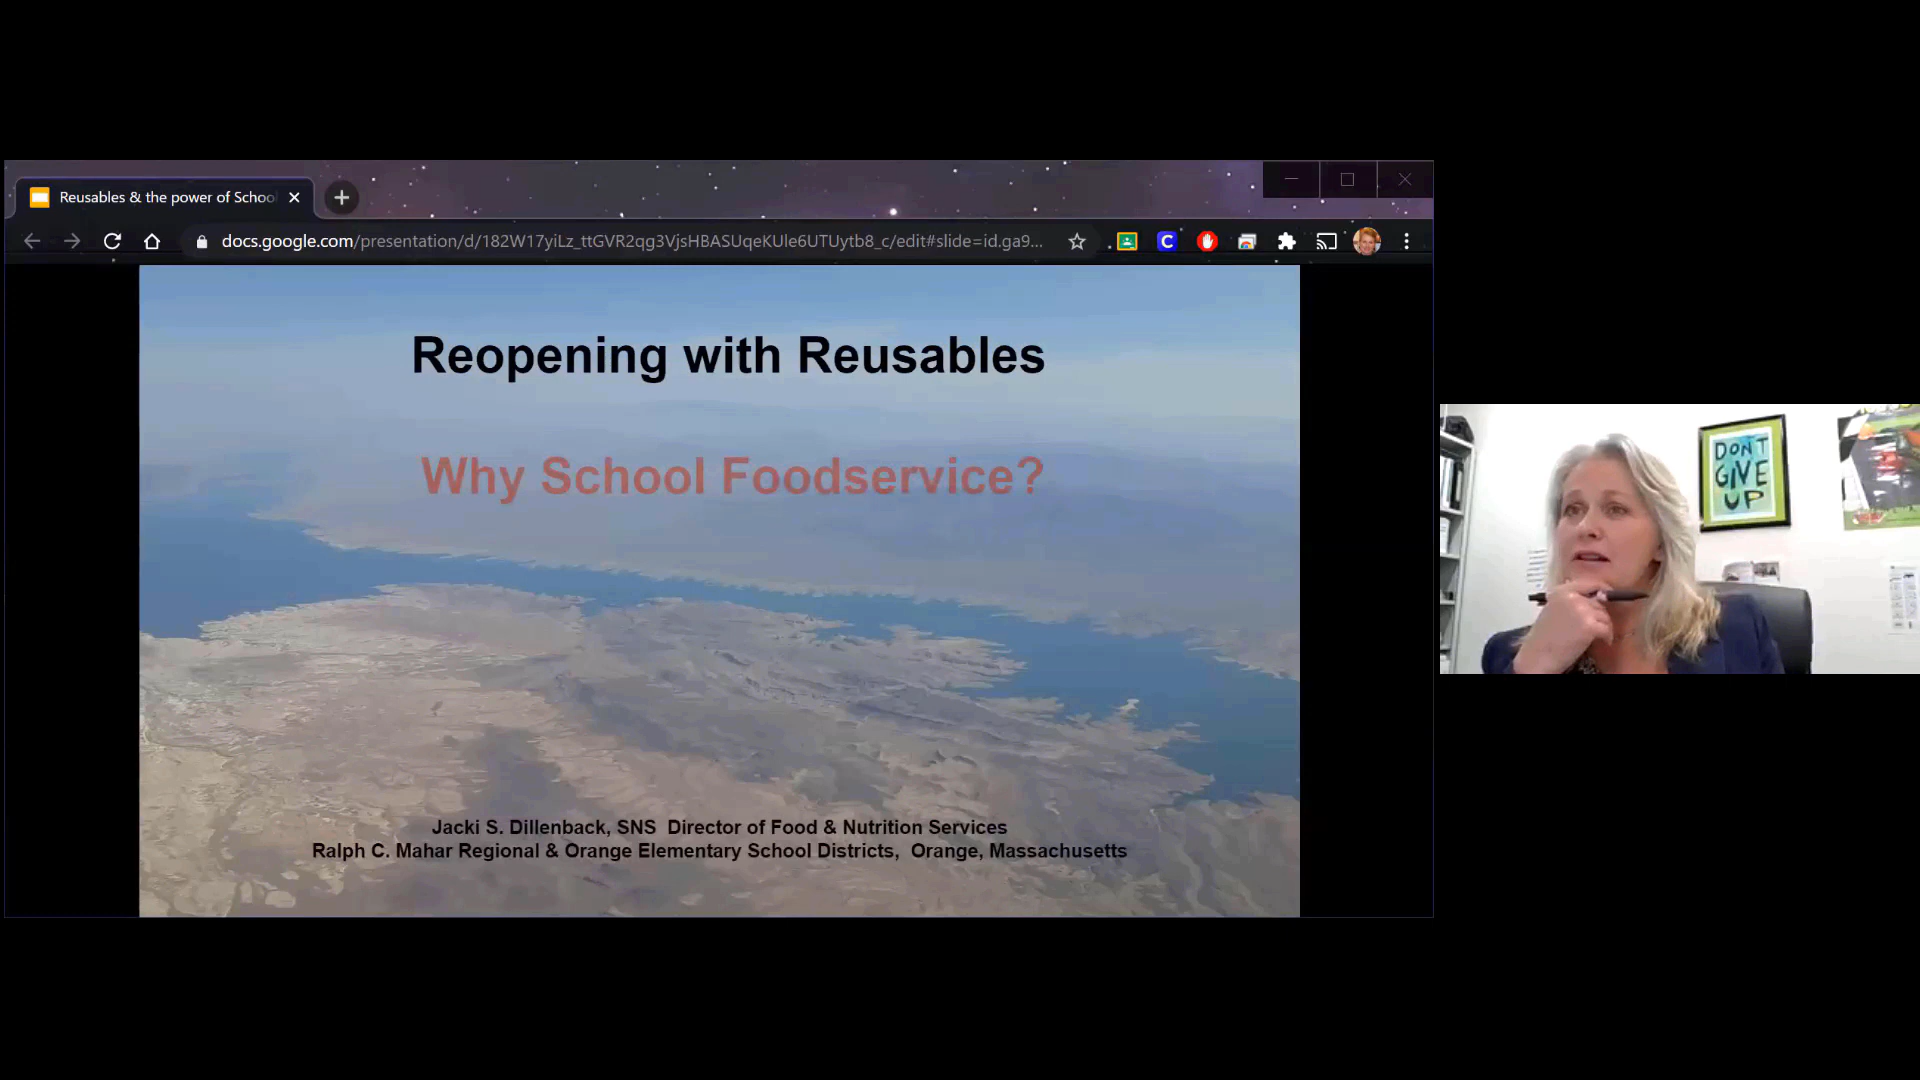 Reusables & the power of School
docs.google.com/presentation/d/182W17yiLz_ttGVR2qg3VjsHBASUqeKUle6UTUytb8_c/edit#slide=id.ga9...
C
Reopening with Reusables
Why School Foodservice?
Jacki S. Dillenback, SNS  Director of Food & Nutrition Services
Ralph C. Mahar Regional & Orange Elementary School Districts,  Orange, Massachusetts
DONT
GIVE
UP